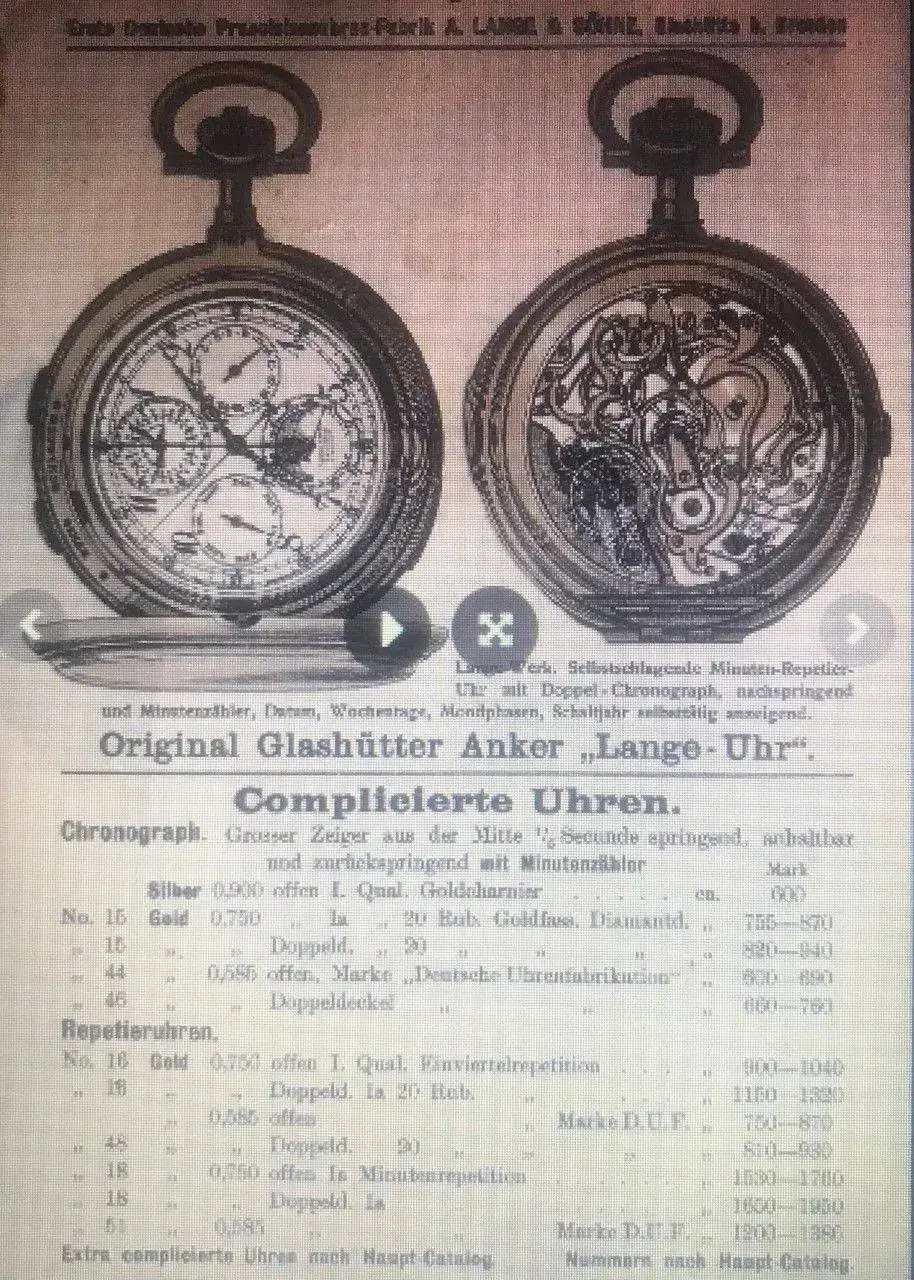 Erste Deutsche Präcisionsuhren-Fabrik A. LANGE & SÖHNE, Glashütte b. Dresden
Lange-Werk. Selbstschlagende Minuten-Repetier-
Uhr mit Doppel-Chronograph, nachspringend
und Minutenzähler, Datum, Wochentage, Mondphasen, Schaltjahr selbsttätig anzeigend.
Original Glashütter Anker „Lange-Uhr“.
Complicierte Uhren.
Chronograph. Grosser Zeiger aus der Mitte 1/5 Secunde springend, schaltbar
und zurückspringend mit Minutenzähler
Mark
Silber 0,900 offen I. Qual. Goldcharnier . . . . . ca. 600
No. 15 Gold 0,750 „ Ia „ 20 Rub. Goldfass. Diamantd. „ 755—870
„ 15 „ „ Doppeld. „ 20 „ „ „ „ 820—940
„ 44 „ 0,585 offen, Marke „Deutsche Uhrenfabrikation“ „ 600—690
„ 46 „ „ Doppeldeckel „ „ „ 660—760
Repetieruhren.
No. 16 Gold 0,750 offen I. Qual. Einviertelrepetition . . . „ 900—1040
„ 16 „ „ Doppeld. Ia 20 Rub. „ . . . „ 1150—1320
„ 0,585 offen „ Marke D.U.F. „ 750—870
„ 48 „ „ Doppeld. 20 „ „ „ „ 810—930
„ 18 „ 0,750 offen Ia Minutenrepetition . . . . . „ 1530—1760
„ 18 „ „ Doppeld. Ia „ . . . . . „
„ 51 „ 0,585 „ „ Marke D.U.F. „ 1200—1380
Extra complicierte Uhren nach Haupt-Catalog. Nummern nach Haupt-Catalog.